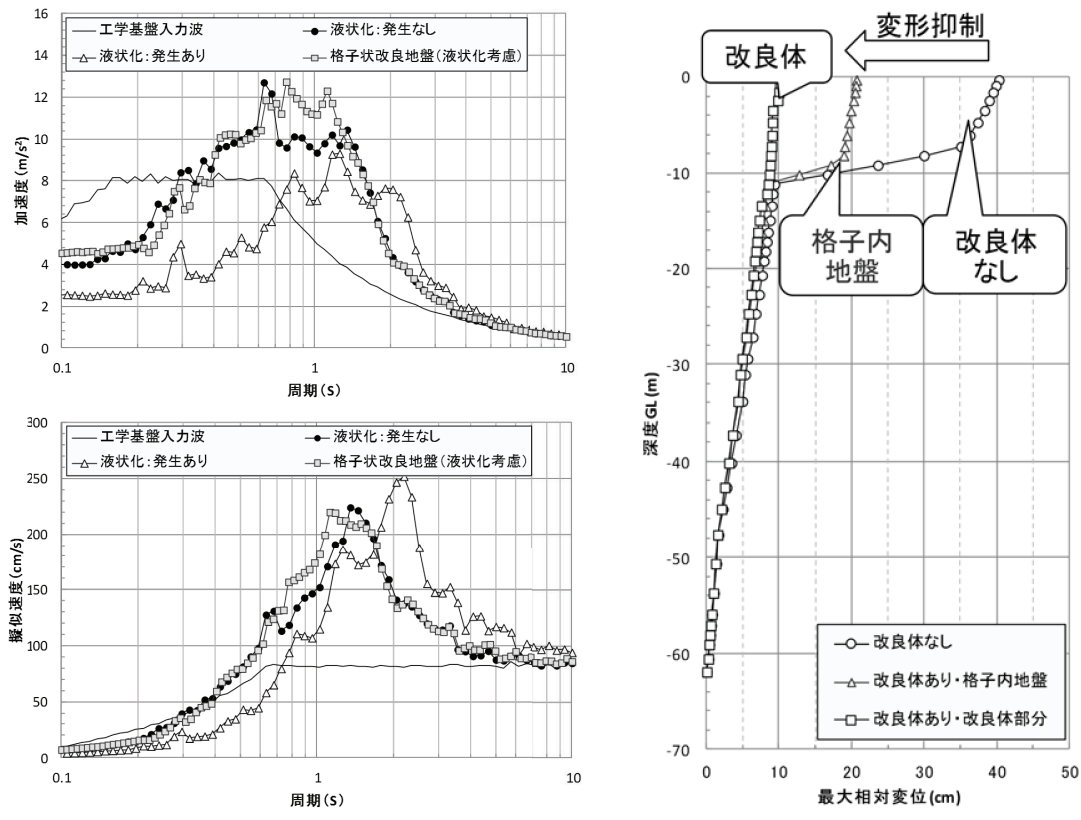 16
14
12
10
8
6
4
2
0
加速度(m/s²)
工学基盤入力波
液状化:発生なし
液状化:発生あり
格子状改良地盤(液状化考慮)
0.1
1
10
周期(S)
300
250
200
150
100
50
0
擬似速度(cm/s)
工学基盤入力波
液状化:発生なし
液状化:発生あり
格子状改良地盤(液状化考慮)
0.1
1
10
周期(S)
変形抑制
改良体
格子内
地盤
改良体
なし
0
-10
-20
-30
-40
-50
-60
-70
深度GL(m)
改良体なし
改良体あり・格子内地盤
改良体あり・改良体部分
0
10
20
30
40
50
最大相対変位(cm)